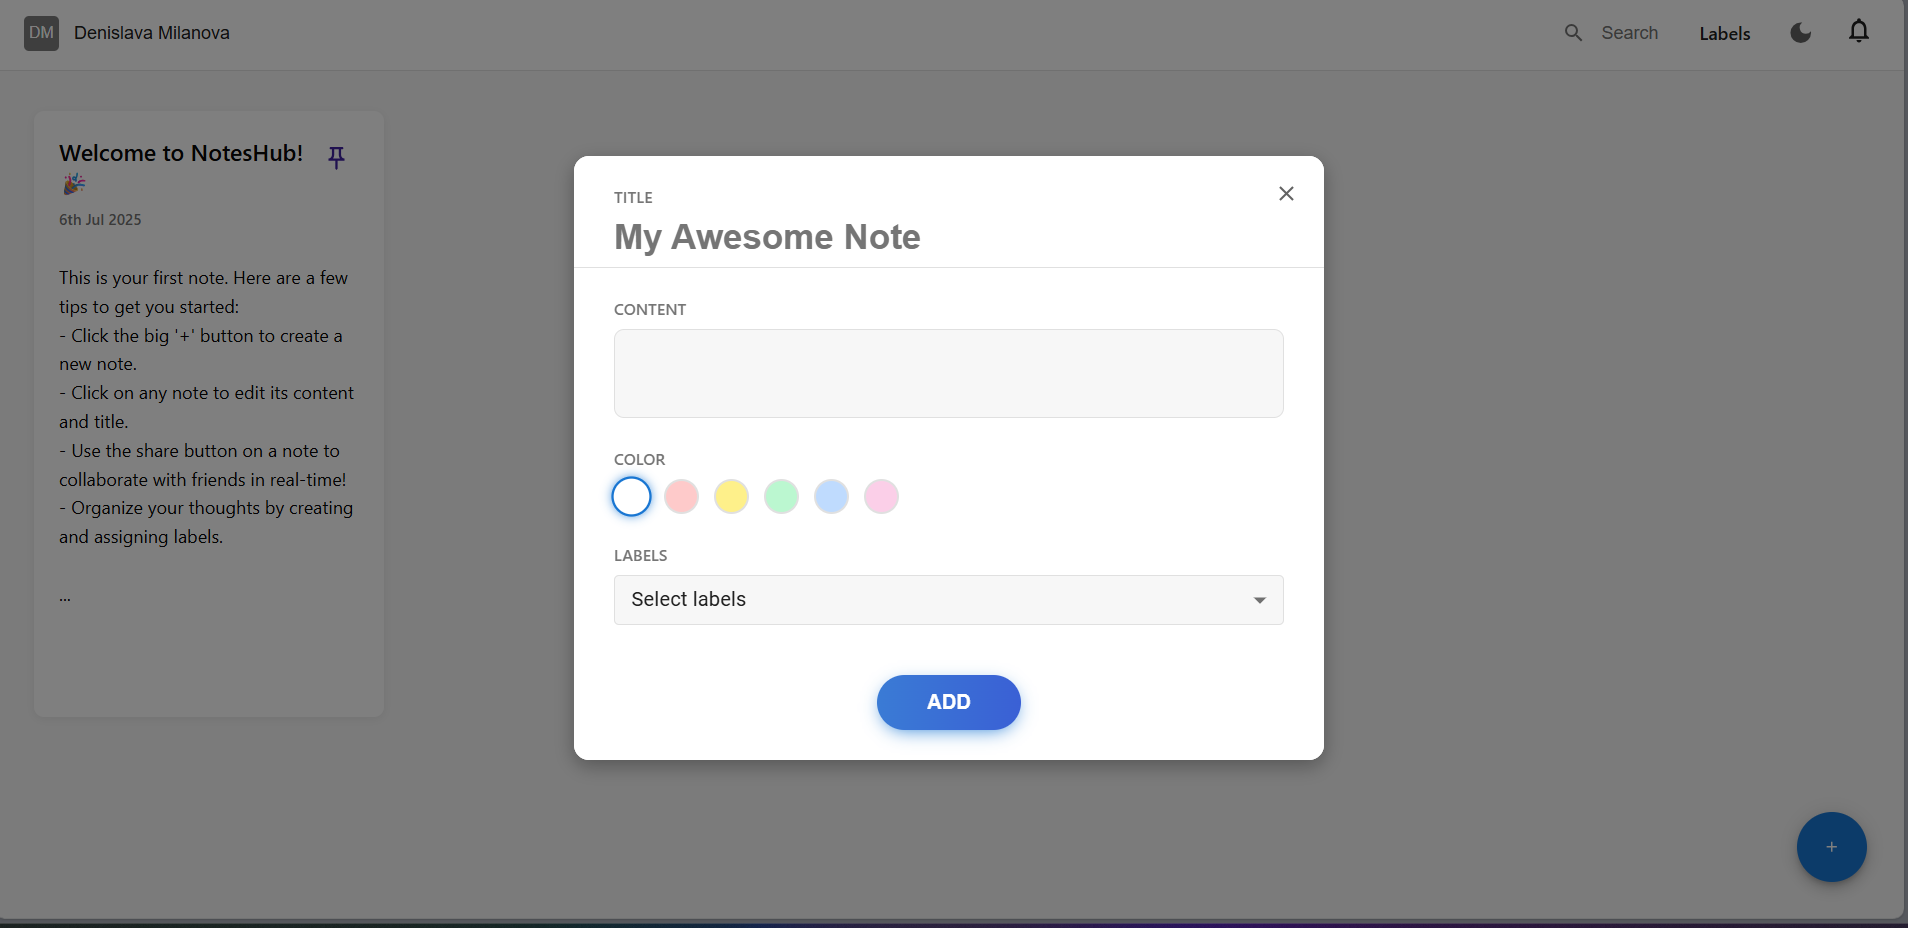 DM Denislava Milanova
Search Labels
Welcome to NotesHub!
🎉
6th Jul 2025
This is your first note. Here are a few
tips to get you started:
- Click the big '+' button to create a
new note.
- Click on any note to edit its content
and title.
- Use the share button on a note to
collaborate with friends in real-time!
- Organize your thoughts by creating
and assigning labels.
...
TITLE
My Awesome Note
CONTENT
COLOR
LABELS
Select labels
ADD
+